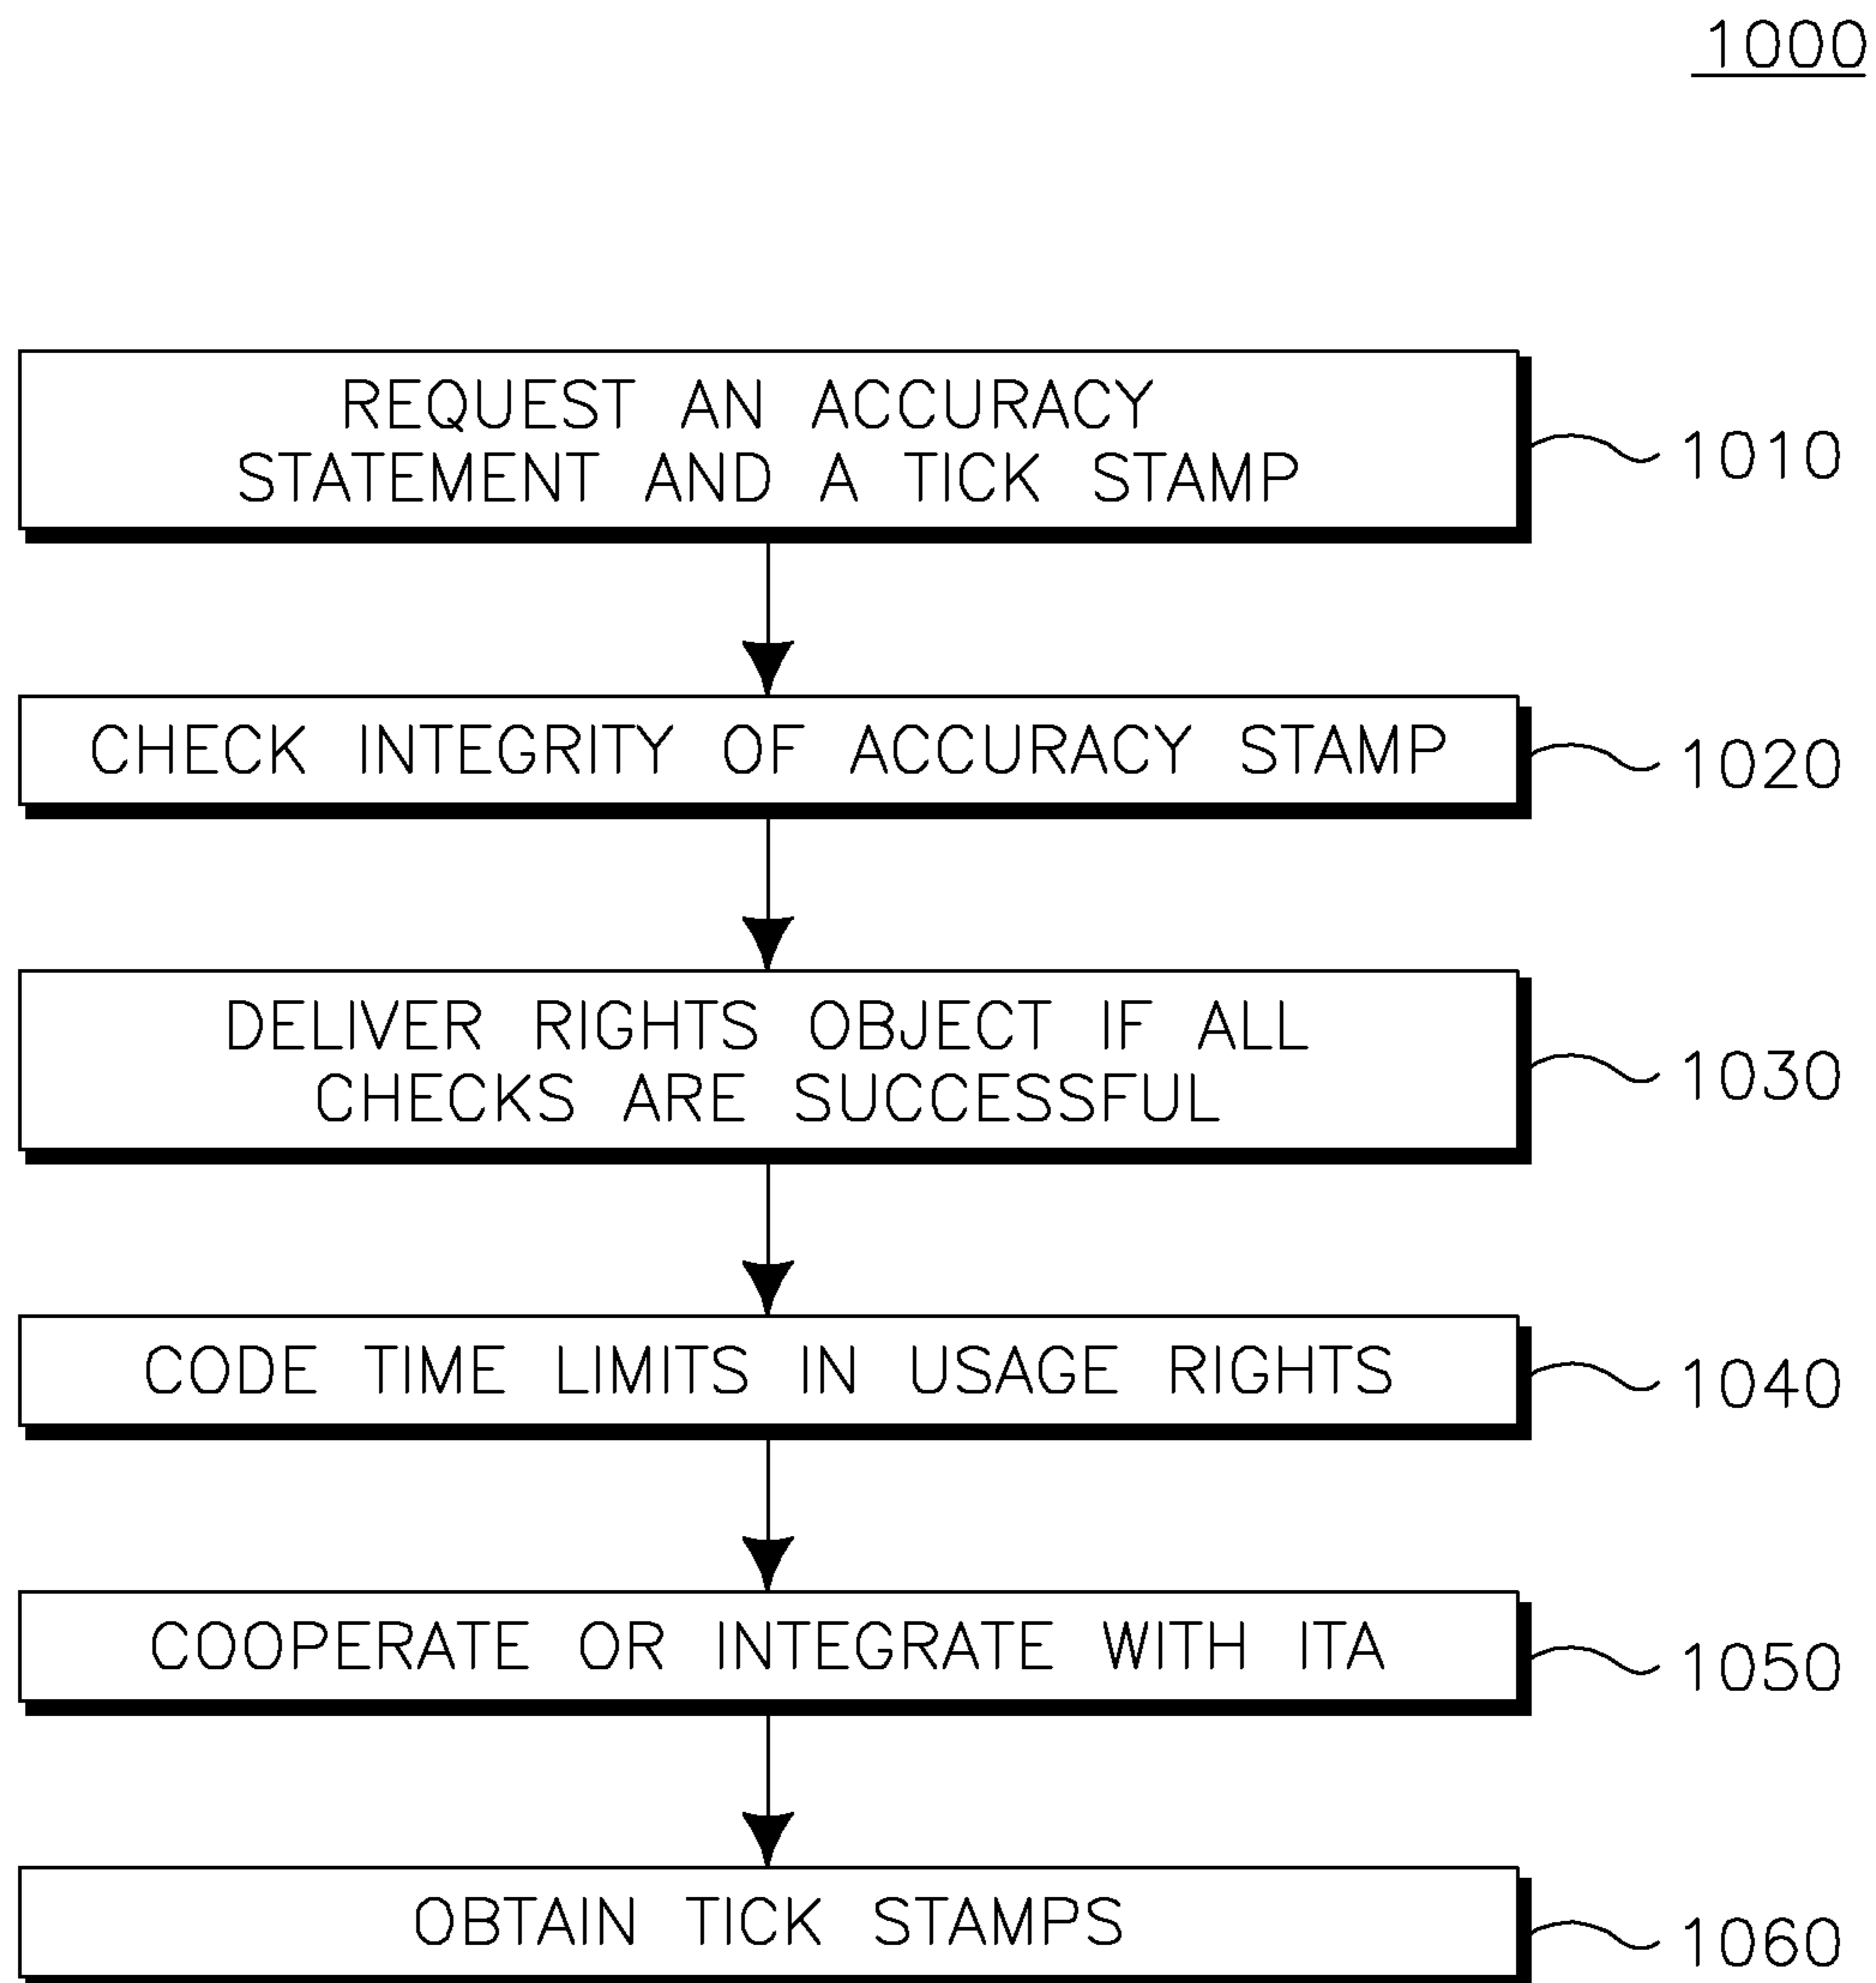 1000
REQUEST AN ACCURACY
STATEMENT AND A TICK STAMP
1010
CHECK INTEGRITY OF ACCURACY STAMP
1020
DELIVER RIGHTS OBJECT IF ALL
CHECKS ARE SUCCESSFUL
1030
CODE TIME LIMITS IN USAGE RIGHTS
1040
COOPERATE OR INTEGRATE WITH ITA
1050
OBTAIN TICK STAMPS
1060